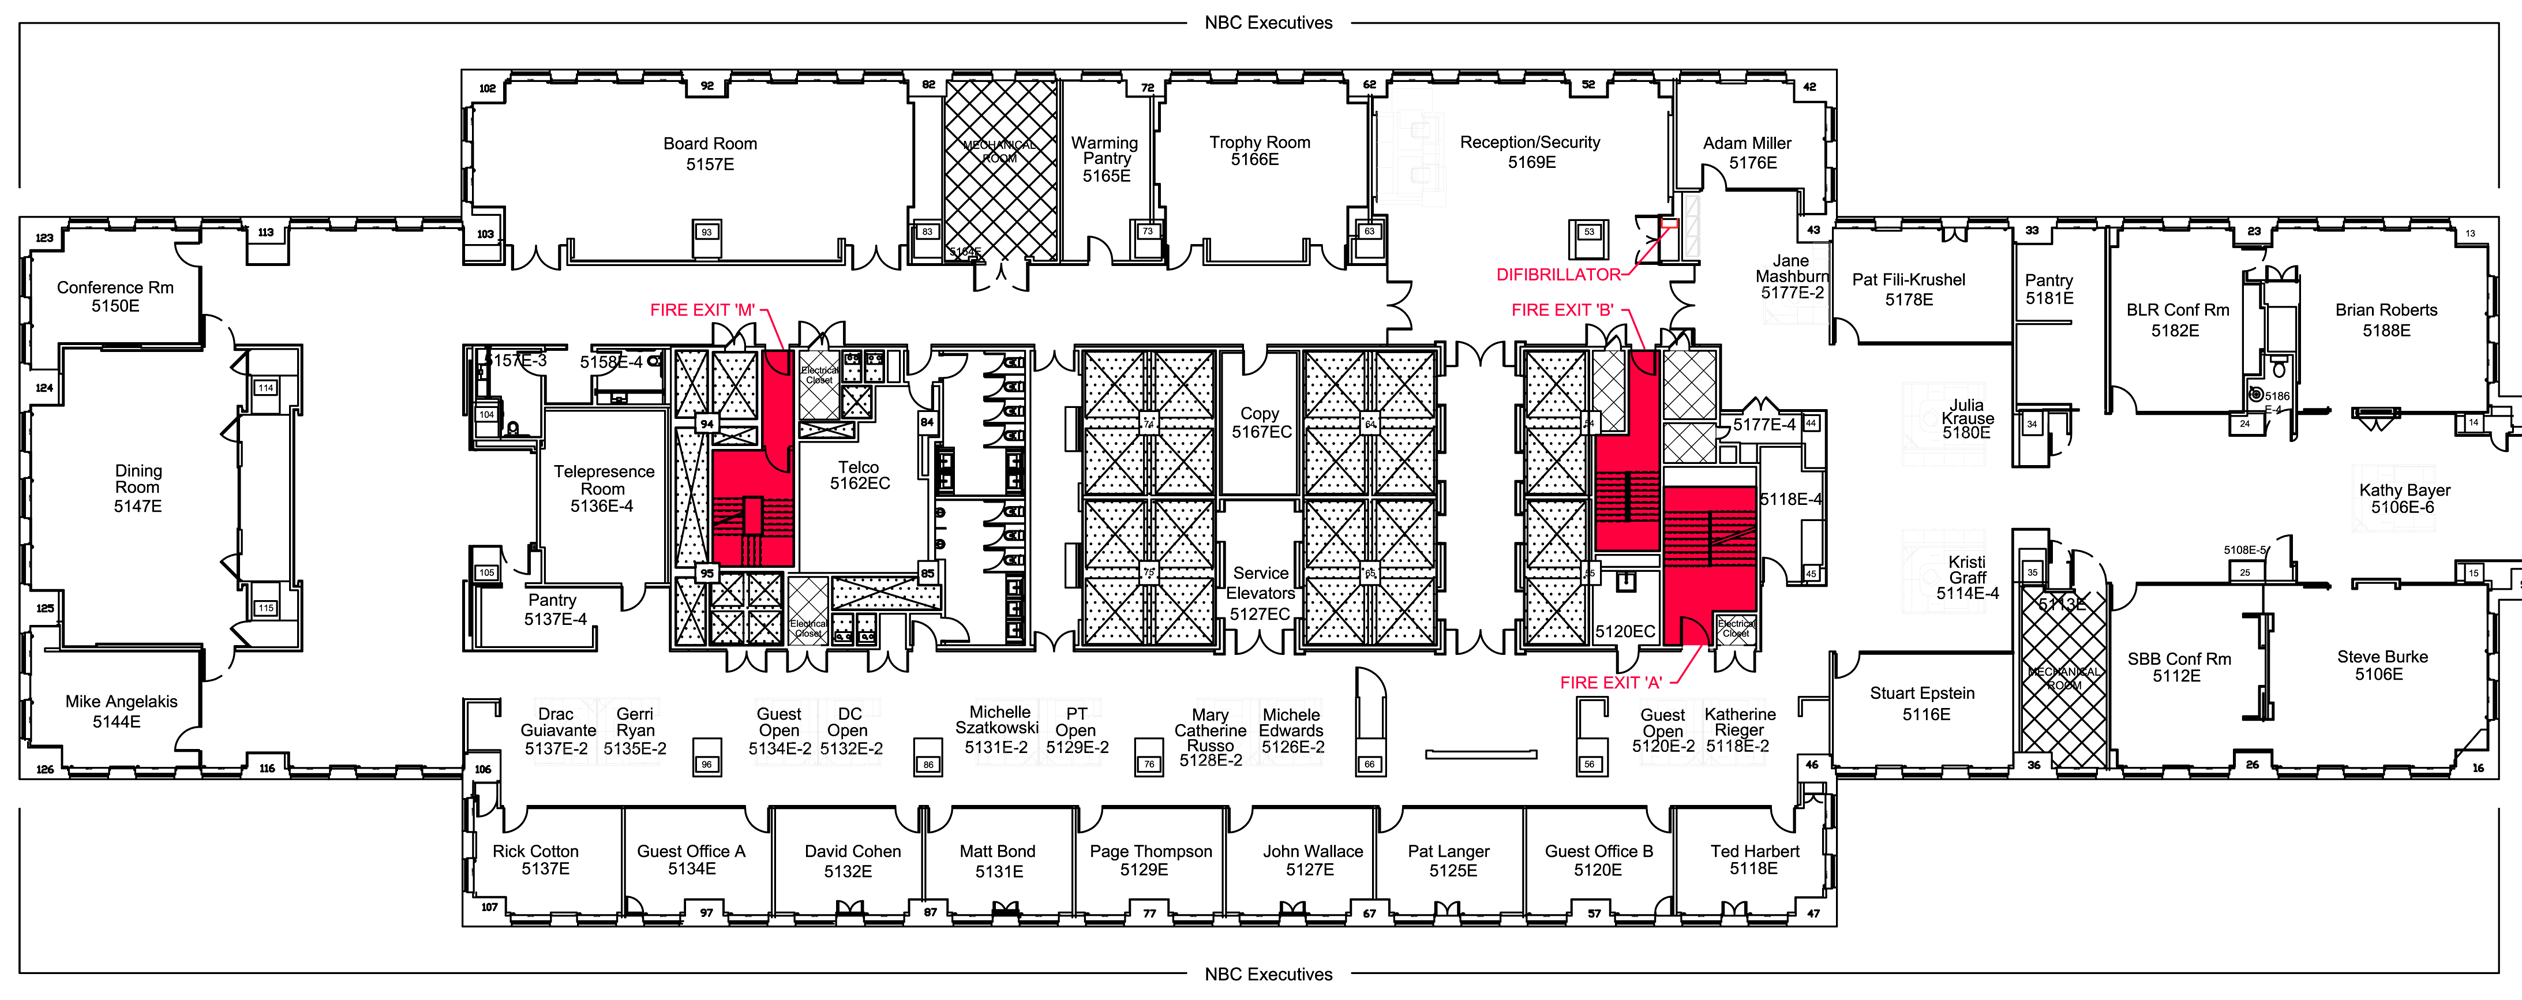 NBC Executives
102
92
82
72
62
52
42
Board Room
5157E
MECHANICAL
ROOM
Warming
Pantry
5165E
Trophy Room
5166E
Reception/Security
5169E
Adam Miller
5176E
123
113
103
93
83
5164E
73
63
53
43
33
23
13
DIFIBRILLATOR
Conference Rm
5150E
Jane
Mashburn
5177E-2
Pat Fili-Krushel
5178E
Pantry
5181E
BLR Conf Rm
5182E
Brian Roberts
5188E
FIRE EXIT 'M'
FIRE EXIT 'B'
5157E-3
5158E-4
Electrical
Closet
124
114
104
94
84
74
64
54
44
34
24
14
5186
E-4
Copy
5167EC
5177E-4
Julia
Krause
5180E
Dining
Room
5147E
Telepresence
Room
5136E-4
Telco
5162EC
5118E-4
Kathy Bayer
5106E-6
125
115
105
95
85
75
65
55
45
35
25
15
5108E-5
Pantry
5137E-4
Electrical
Closet
Service
Elevators
5127EC
5120EC
Electrical
Closet
Kristi
Graff
5114E-4
5113E
MECHANICAL
ROOM
SBB Conf Rm
5112E
Steve Burke
5106E
FIRE EXIT 'A'
Mike Angelakis
5144E
Stuart Epstein
5116E
Drac
Guiavante
5137E-2
Gerri
Ryan
5135E-2
Guest
Open
5134E-2
DC
Open
5132E-2
Michelle
Szatkowski
5131E-2
PT
Open
5129E-2
Mary
Catherine
Russo
5128E-2
Michele
Edwards
5126E-2
Guest
Open
5120E-2
Katherine
Rieger
5118E-2
126
116
106
96
86
76
66
56
46
36
26
16
Rick Cotton
5137E
Guest Office A
5134E
David Cohen
5132E
Matt Bond
5131E
Page Thompson
5129E
John Wallace
5127E
Pat Langer
5125E
Guest Office B
5120E
Ted Harbert
5118E
107
97
87
77
67
57
47
NBC Executives